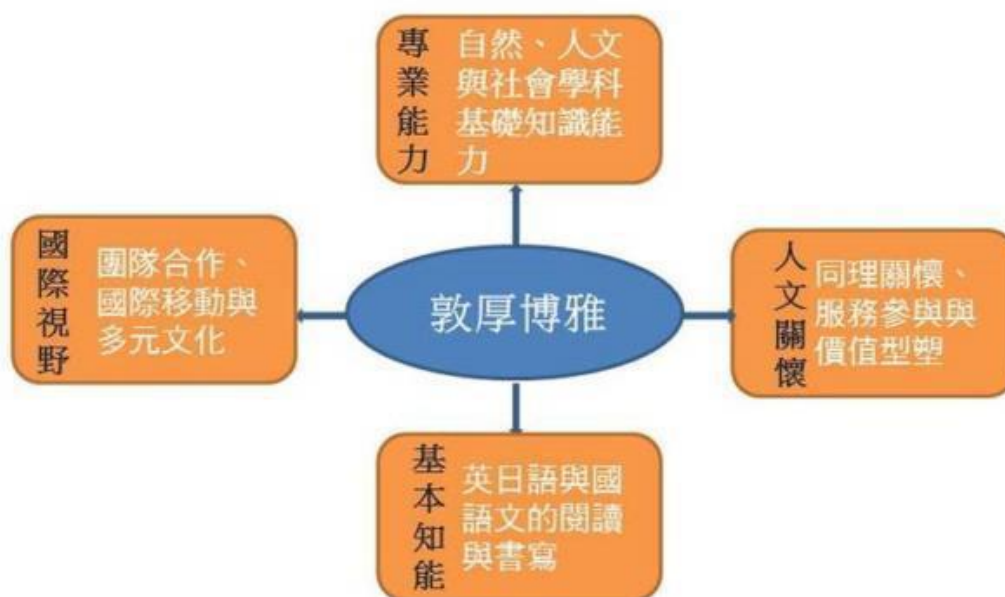 專業能力
自然、人文
與社會學科
基礎知識能
力
國際視野
團隊合作、
國際移動與
多元文化
敦厚博雅
人文關懷
同理關懷、
服務參與與
價值型塑
基本知能
英日語與國
語文的閱讀
與書寫